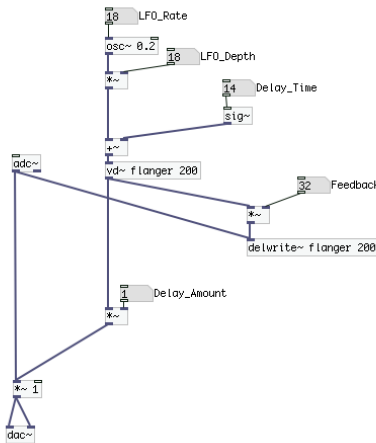 18 LFO_Rate
osc~ 0.2
18 LFO_Depth
*~
14 Delay_Time
sig~
+~
adc~
vd~ flanger 200
32 Feedback
*~
delwrite~ flanger 200
1 Delay_Amount
*~
*~ 1
dac~